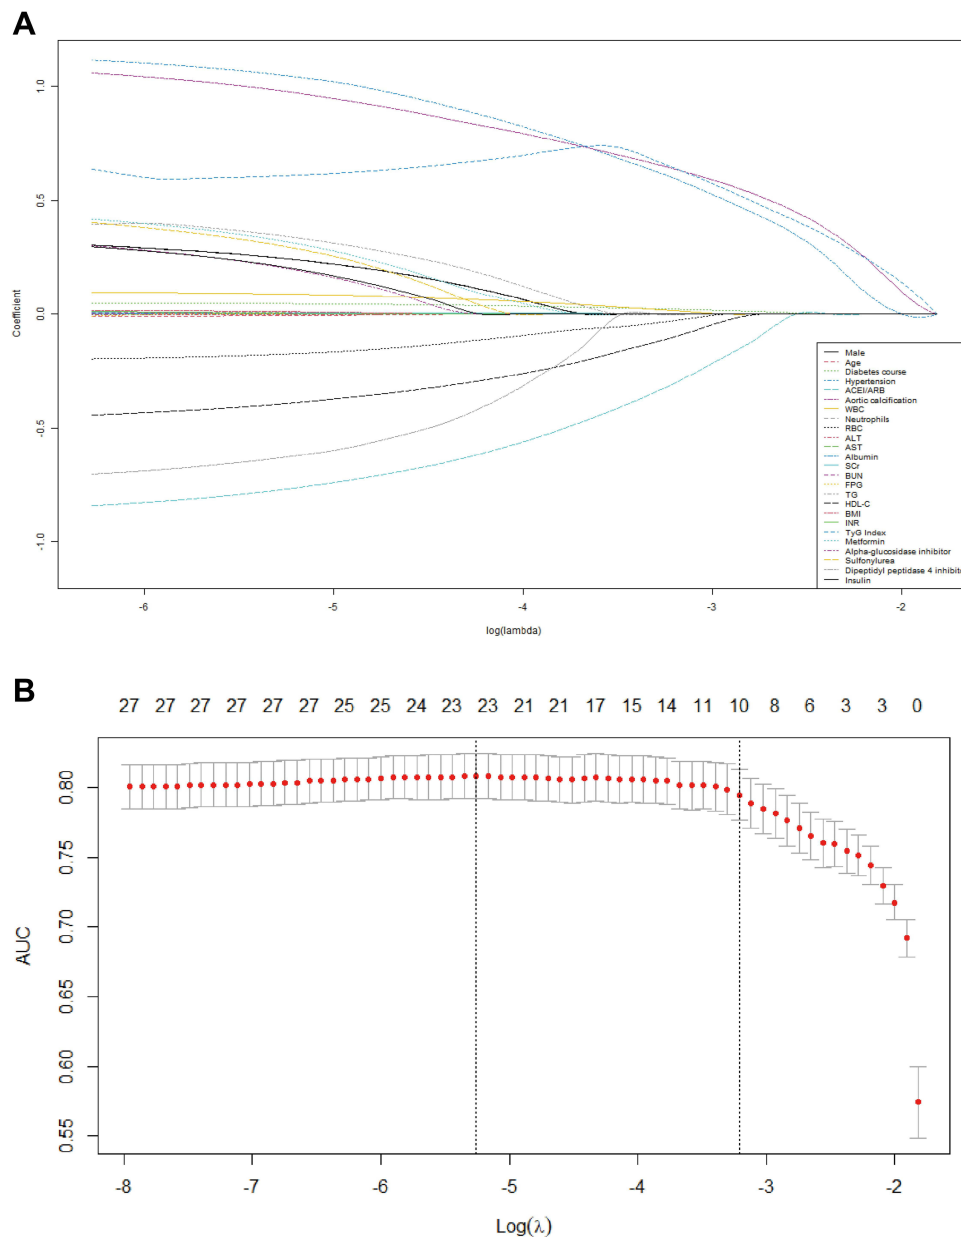 A
1.0
0.5
0.0
-0.5
-1.0
Coefficient
-6 -5 -4 -3 -2
log(lambda)
Male
Age
Diabetes course
Hypertension
ACEI/ARB
Aortic calcification
WBC
Neutrophils
RBC
ALT
AST
Albumin
SCr
BUN
FPG
TG
HDL-C
BMI
INR
TyG Index
Metformin
Alpha-glucosidase inhibitor
Sulfonylurea
Dipeptidyl peptidase 4 inhibito
Insulin
B
27 27 27 27 27 27 25 25 24 23 23 21 21 17 15 14 11 10 8 6 3 3 0
0.80
0.75
0.70
0.65
0.60
0.55
AUC
-8 -7 -6 -5 -4 -3 -2
Log(λ)